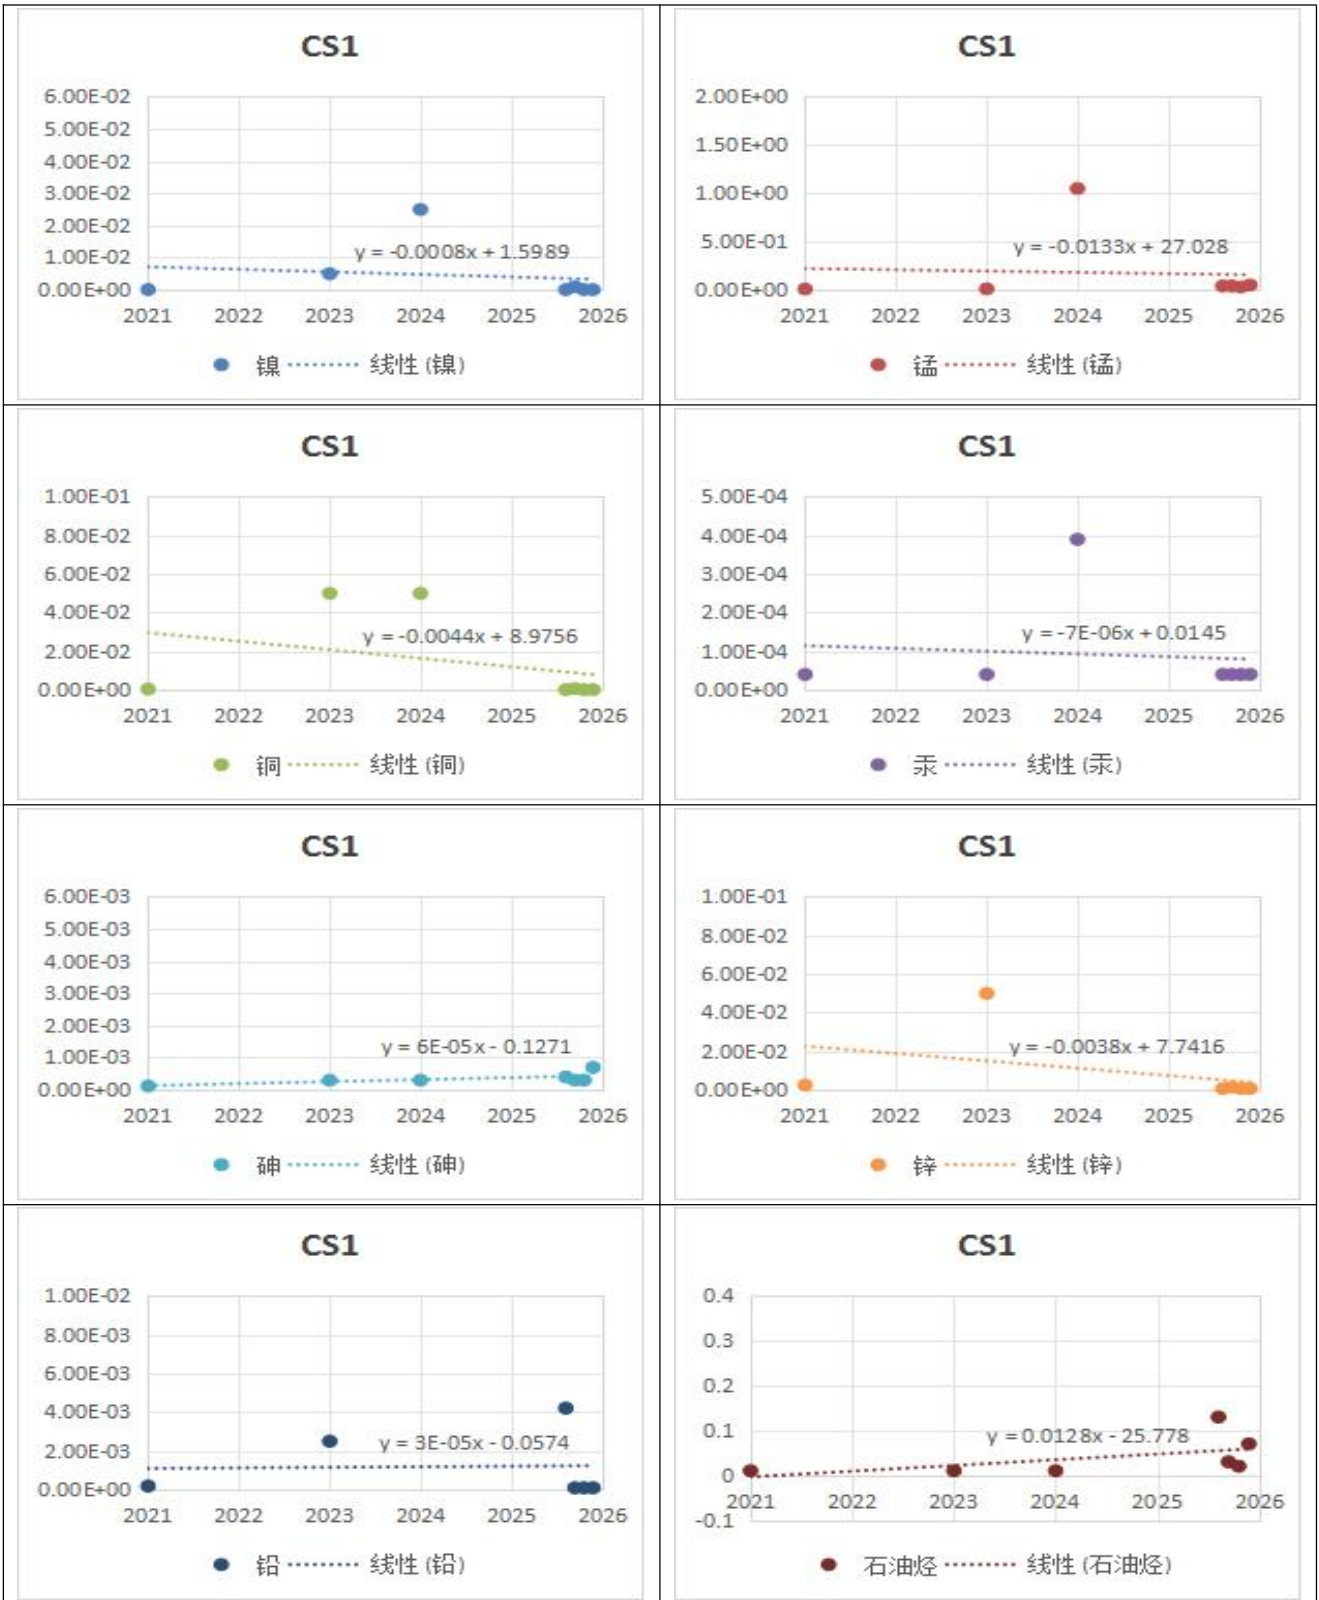 CS1
6.00E-02
5.00E-02
4.00E-02
3.00E-02
2.00E-02
1.00E-02
0.00E+00
y = -0.0008x + 1.5989
2021 2022 2023 2024 2025 2026
镍 线性 (镍)
CS1
2.00E+00
1.50E+00
1.00E+00
5.00E-01
0.00E+00
y = -0.0133x + 27.028
2021 2022 2023 2024 2025 2026
锰 线性 (锰)
CS1
1.00E-01
8.00E-02
6.00E-02
4.00E-02
2.00E-02
0.00E+00
y = -0.0044x + 8.9756
2021 2022 2023 2024 2025 2026
铜 线性 (铜)
CS1
5.00E-04
4.00E-04
3.00E-04
2.00E-04
1.00E-04
0.00E+00
y = -7E-06x + 0.0145
2021 2022 2023 2024 2025 2026
汞 线性 (汞)
CS1
6.00E-03
5.00E-03
4.00E-03
3.00E-03
2.00E-03
1.00E-03
0.00E+00
y = 6E-05x - 0.1271
2021 2022 2023 2024 2025 2026
砷 线性 (砷)
CS1
1.00E-01
8.00E-02
6.00E-02
4.00E-02
2.00E-02
0.00E+00
y = -0.0038x + 7.7416
2021 2022 2023 2024 2025 2026
锌 线性 (锌)
CS1
1.00E-02
8.00E-03
6.00E-03
4.00E-03
2.00E-03
0.00E+00
y = 3E-05x - 0.0574
2021 2022 2023 2024 2025 2026
铅 线性 (铅)
CS1
0.4
0.3
0.2
0.1
0
-0.1
y = 0.0128x - 25.778
2021 2022 2023 2024 2025 2026
石油烃 线性 (石油烃)